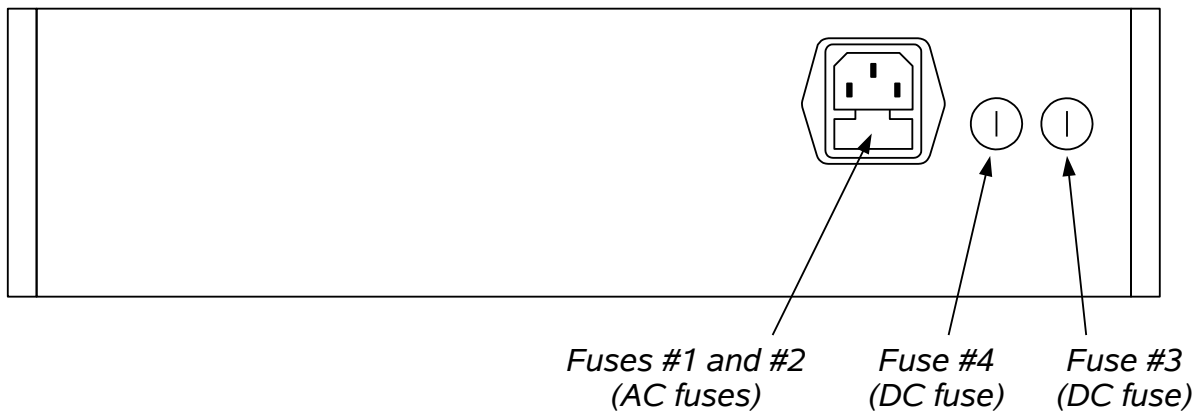 Fuses #1 and #2
(AC fuses)
Fuse #4
(DC fuse)
Fuse #3
(DC fuse)